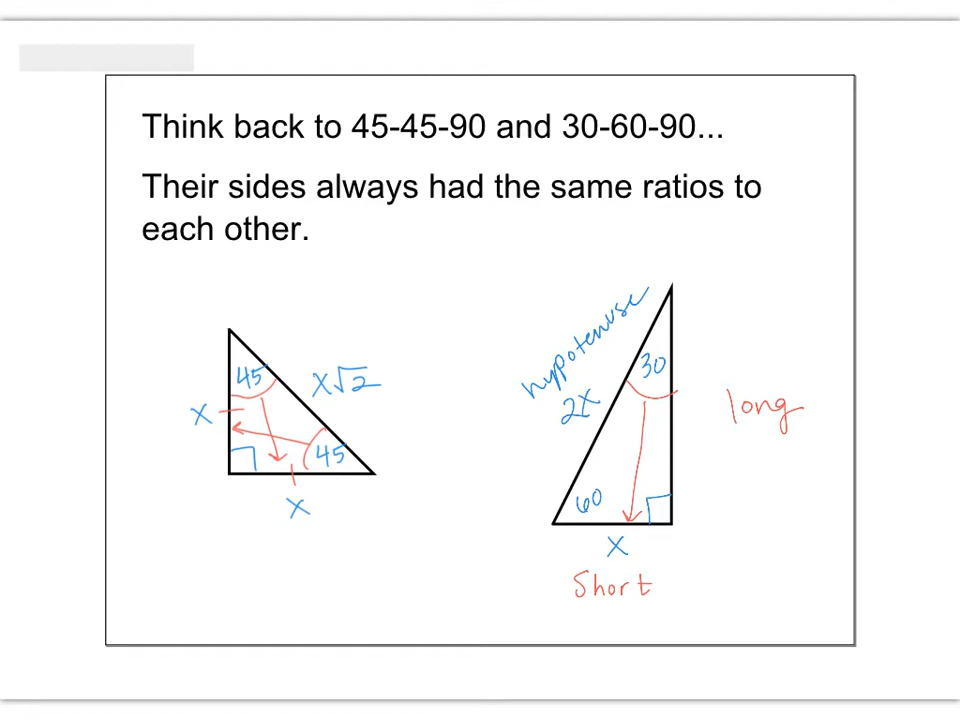 Think back to 45-45-90 and 30-60-90...
Their sides always had the same ratios to
each other.
45
x√2
x
45
x
hypotenuse
2x
30
long
60
x
Short